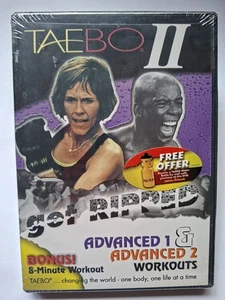 TAEBO® II
FREE
OFFER
get RIPPED
ADVANCED 1 &
ADVANCED 2
WORKOUTS
BONUS!
8-Minute Workout
TAEBO® ... changing the world - one body, one life at a time